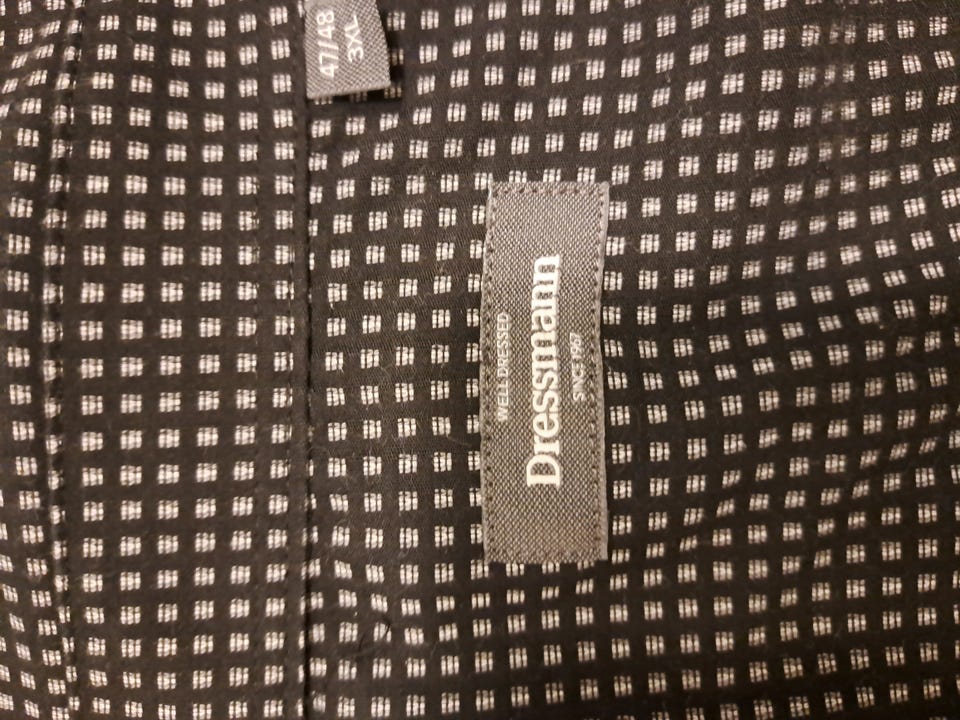 47/48
3XL
WELL DRESSED
Dressmann
SINCE 1967